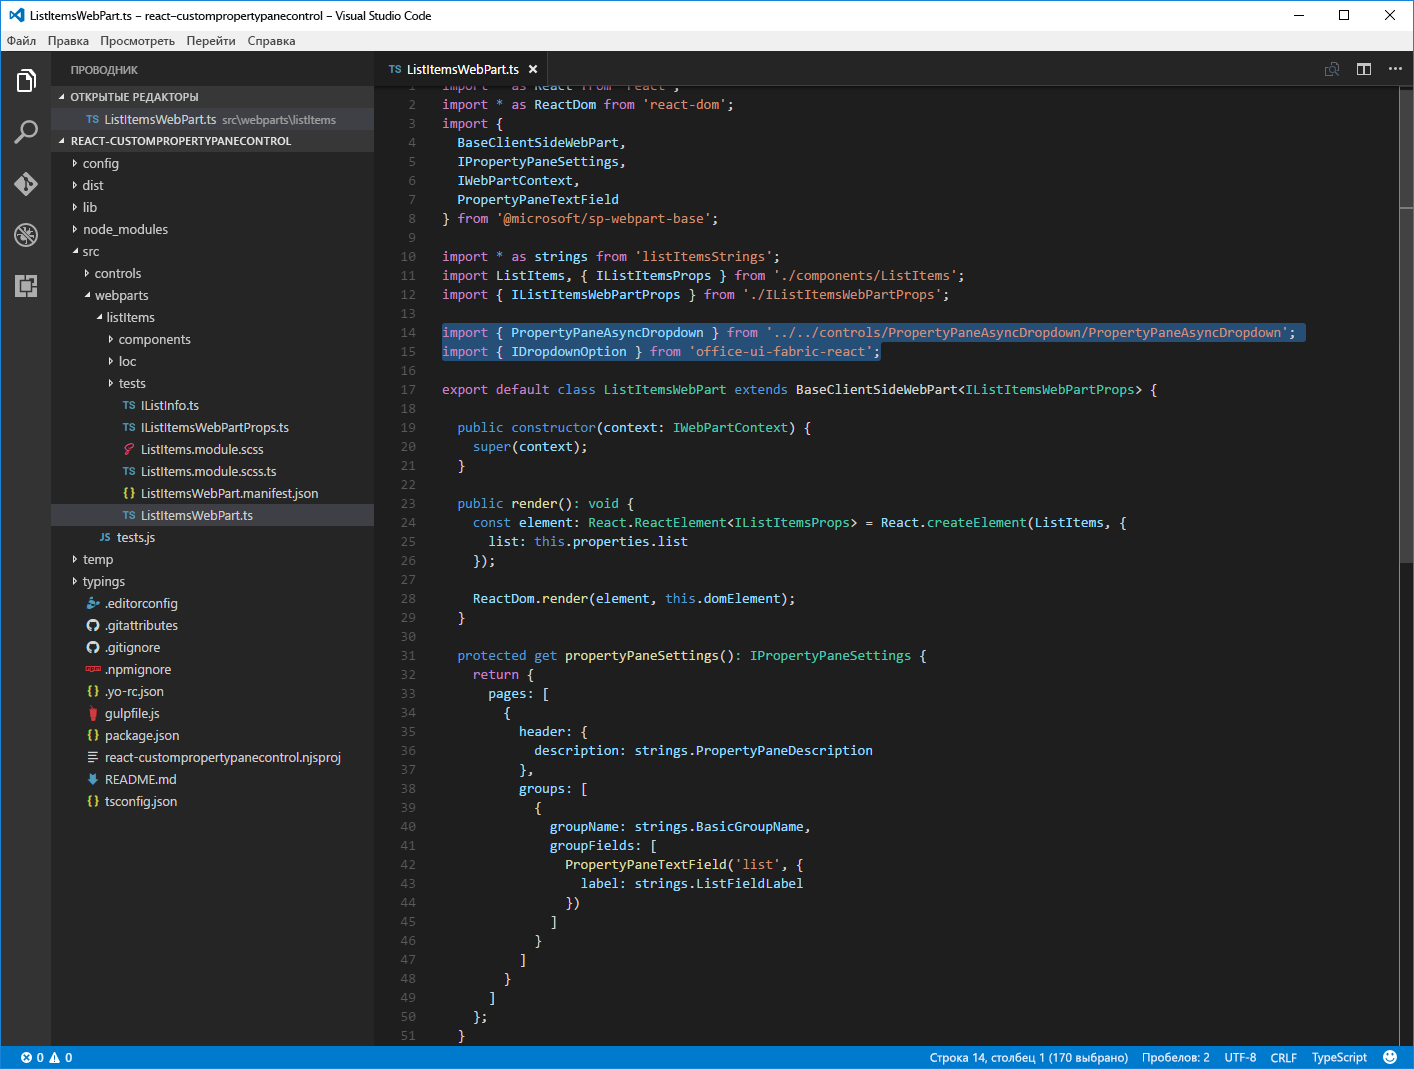 ListItemsWebPart.ts – react-custompropertypanecontrol – Visual Studio Code
Файл Правка Просмотреть Перейти Справка
ПРОВОДНИК
ОТКРЫТЫЕ РЕДАКТОРЫ
TS ListItemsWebPart.ts src\webparts\listItems
REACT-CUSTOMPROPERTYPANECONTROL
config
dist
lib
node_modules
src
controls
webparts
listItems
components
loc
tests
TS IListInfo.ts
TS IListItemsWebPartProps.ts
ListItems.module.scss
TS ListItems.module.scss.ts
{} ListItemsWebPart.manifest.json
TS ListItemsWebPart.ts
JS tests.js
temp
typings
.editorconfig
.gitattributes
.gitignore
.npmignore
{} .yo-rc.json
gulpfile.js
{} package.json
react-custompropertypanecontrol.njsproj
README.md
{} tsconfig.json
TS ListItemsWebPart.ts
1 import * as React from 'react';
2 import * as ReactDom from 'react-dom';
3 import {
4 BaseClientSideWebPart,
5 IPropertyPaneSettings,
6 IWebPartContext,
7 PropertyPaneTextField
8 } from '@microsoft/sp-webpart-base';
9
10 import * as strings from 'listItemsStrings';
11 import ListItems, { IListItemsProps } from './components/ListItems';
12 import { IListItemsWebPartProps } from './IListItemsWebPartProps';
13
14 import { PropertyPaneAsyncDropdown } from '../../controls/PropertyPaneAsyncDropdown/PropertyPaneAsyncDropdown';
15 import { IDropdownOption } from 'office-ui-fabric-react';
16
17 export default class ListItemsWebPart extends BaseClientSideWebPart<IListItemsWebPartProps> {
18
19 public constructor(context: IWebPartContext) {
20 super(context);
21 }
22
23 public render(): void {
24 const element: React.ReactElement<IListItemsProps> = React.createElement(ListItems, {
25 list: this.properties.list
26 });
27
28 ReactDom.render(element, this.domElement);
29 }
30
31 protected get propertyPaneSettings(): IPropertyPaneSettings {
32 return {
33 pages: [
34 {
35 header: {
36 description: strings.PropertyPaneDescription
37 },
38 groups: [
39 {
40 groupName: strings.BasicGroupName,
41 groupFields: [
42 PropertyPaneTextField('list', {
43 label: strings.ListFieldLabel
44 })
45 ]
46 }
47 ]
48 }
49 ]
50 };
51 }
0 0 Строка 14, столбец 1 (170 выбрано) Пробелов: 2 UTF-8 CRLF TypeScript